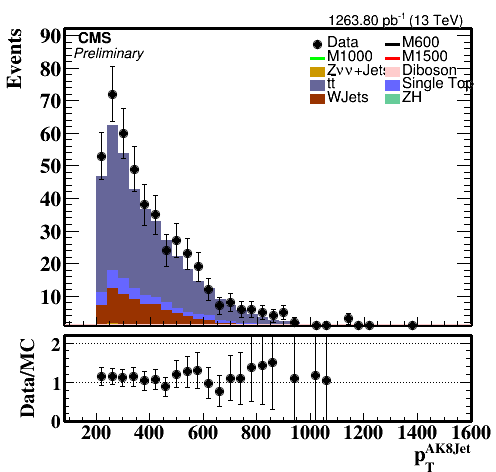 1263.80 pb⁻¹ (13 TeV)
CMS
Preliminary
Data
M600
M1000
M1500
Zνν+Jets
Diboson
tt
Single Top
WJets
ZH
Events
90
80
70
60
50
40
30
20
10
Data/MC
2
1
0
200 400 600 800 1000 1200 1400 1600
p_T^AK8Jet